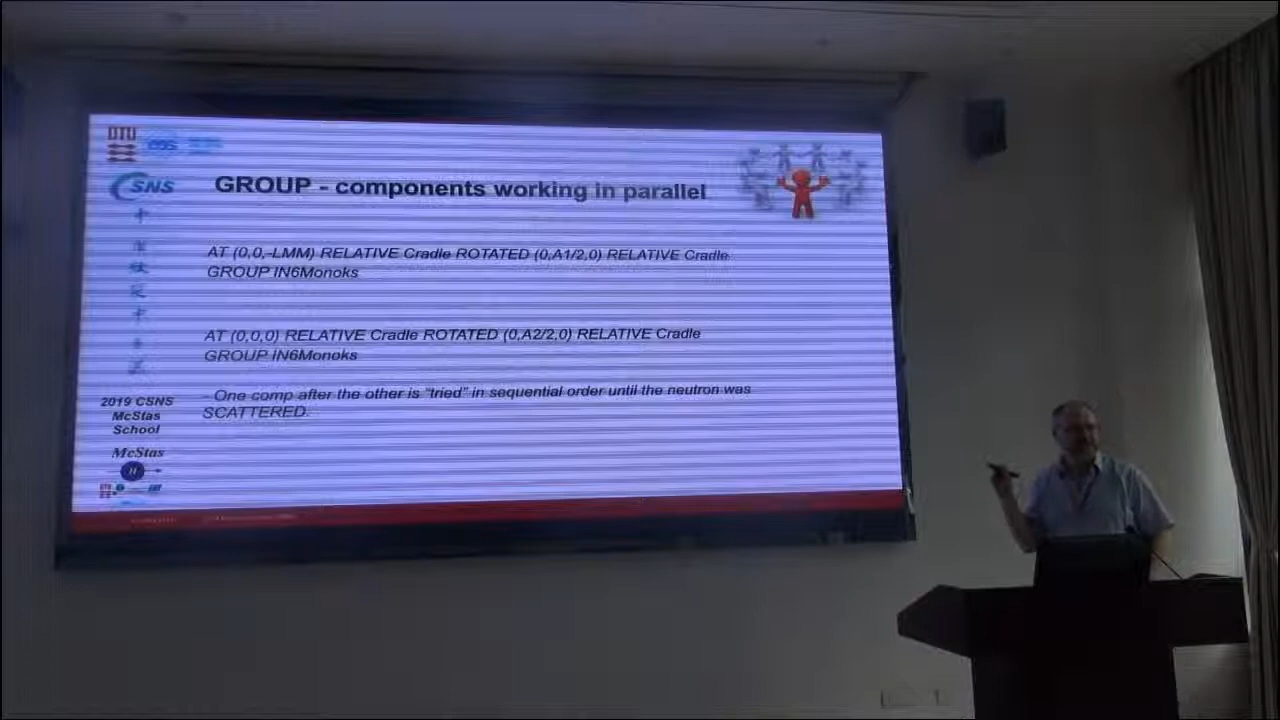 DTU
CSNS
GROUP - components working in parallel
AT (0,0,-LMM) RELATIVE Cradle ROTATED (0,A1/2,0) RELATIVE Cradle
GROUP IN6Monoks
AT (0,0,0) RELATIVE Cradle ROTATED (0,A2/2,0) RELATIVE Cradle
GROUP IN6Monoks
- One comp after the other is "tried" in sequential order until the neutron was
SCATTERED.
2019 CSNS
McStas
School
McStas